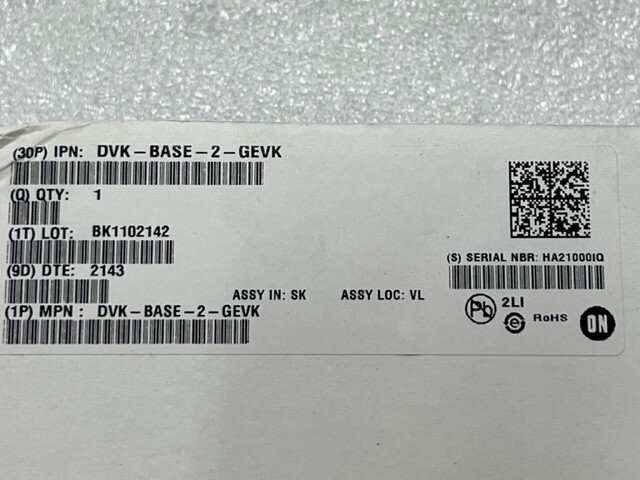 (30P) IPN: DVK-BASE-2-GEVK
(Q) QTY: 1
(1T) LOT: BK1102142
(9D) DTE: 2143
ASSY IN: SK ASSY LOC: VL
(1P) MPN : DVK-BASE-2-GEVK
(S) SERIAL NBR: HA21000IQ
Pb 2LI
e RoHS ON